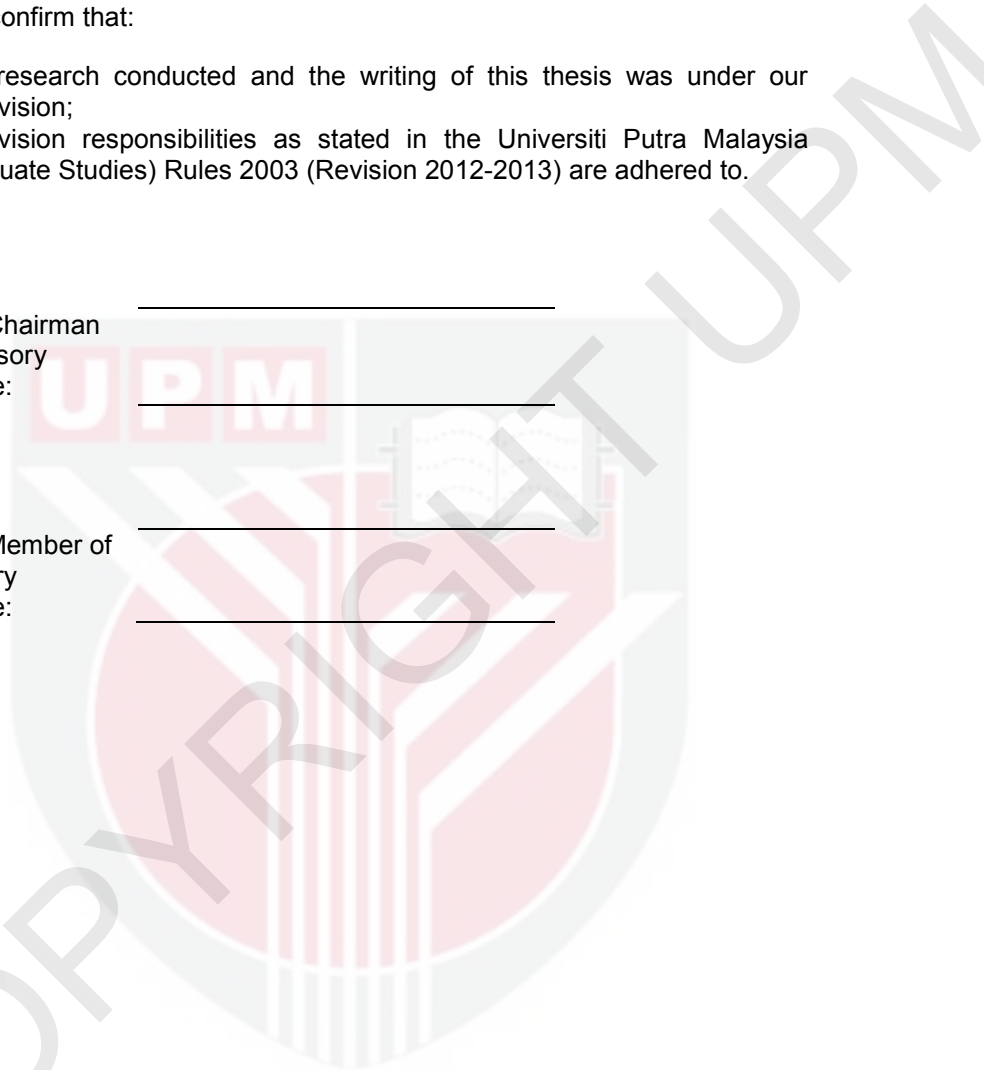 onfirm that:
research conducted and the writing of this thesis was under our
vision;
vision responsibilities as stated in the Universiti Putra Malaysia
uate Studies) Rules 2003 (Revision 2012-2013) are adhered to.
Chairman
sory
e:
Member of
ry
e:
UPM
OPYRIGHT UPM